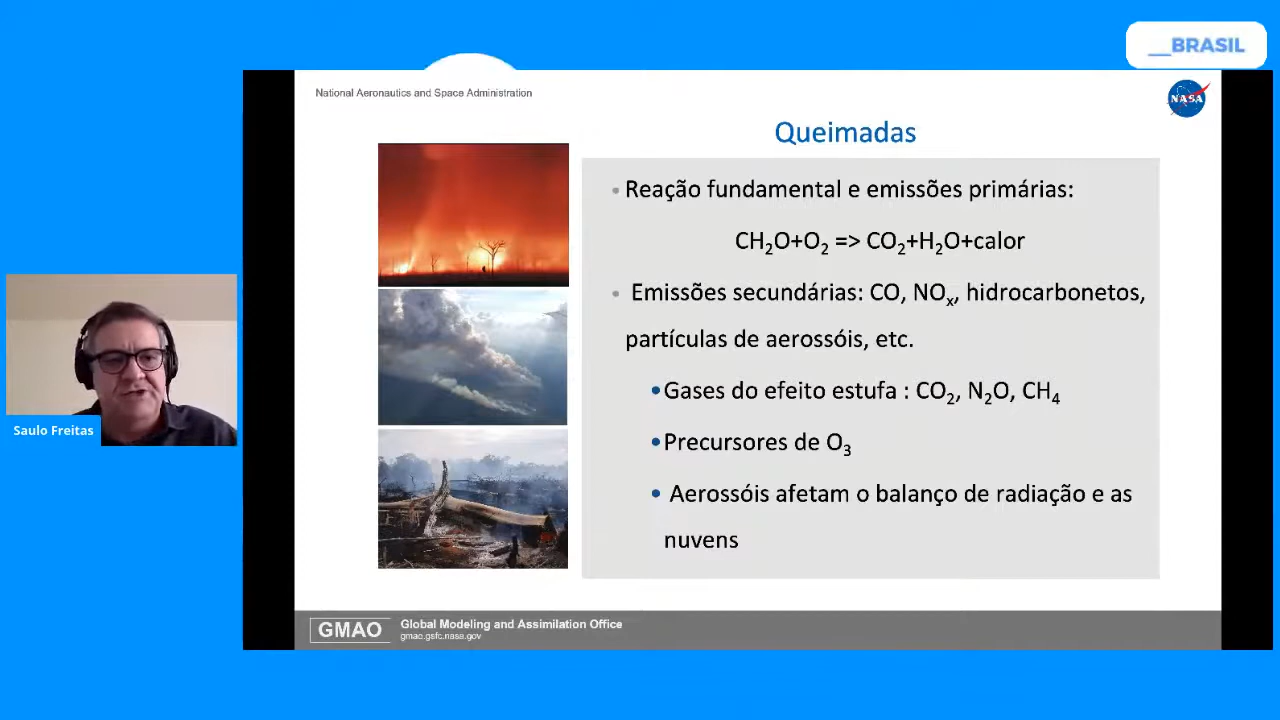 __BRASIL
National Aeronautics and Space Administration
NASA
Queimadas
• Reação fundamental e emissões primárias:
CH₂O+O₂ => CO₂+H₂O+calor
• Emissões secundárias: CO, NOₓ, hidrocarbonetos,
partículas de aerossóis, etc.
• Gases do efeito estufa : CO₂, N₂O, CH₄
• Precursores de O₃
• Aerossóis afetam o balanço de radiação e as
nuvens
Saulo Freitas
GMAO
Global Modeling and Assimilation Office
gmao.gsfc.nasa.gov